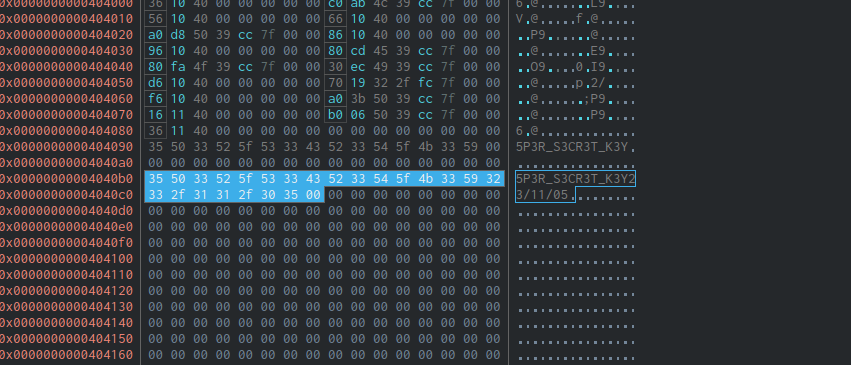 0x0000000000404000 36 10 40 00 00 00 00 00 c0 ab 4c 39 cc 7f 00 00 6.@.......L9....
0x0000000000404010 56 10 40 00 00 00 00 00 66 10 40 00 00 00 00 00 V.@.....f.@.....
0x0000000000404020 a0 d8 50 39 cc 7f 00 00 86 10 40 00 00 00 00 00 ..P9......@.....
0x0000000000404030 96 10 40 00 00 00 00 00 80 cd 45 39 cc 7f 00 00 ..@.......E9....
0x0000000000404040 80 fa 4f 39 cc 7f 00 00 30 ec 49 39 cc 7f 00 00 ..O9....0.I9....
0x0000000000404050 d6 10 40 00 00 00 00 00 70 19 32 2f fc 7f 00 00 ..@.....p.2/....
0x0000000000404060 f6 10 40 00 00 00 00 00 a0 3b 50 39 cc 7f 00 00 ..@......;P9....
0x0000000000404070 16 11 40 00 00 00 00 00 b0 06 50 39 cc 7f 00 00 ..@.......P9....
0x0000000000404080 36 11 40 00 00 00 00 00 00 00 00 00 00 00 00 00 6.@.............
0x0000000000404090 35 50 33 52 5f 53 33 43 52 33 54 5f 4b 33 59 00 5P3R_S3CR3T_K3Y.
0x00000000004040a0 00 00 00 00 00 00 00 00 00 00 00 00 00 00 00 00 ................
0x00000000004040b0 35 50 33 52 5f 53 33 43 52 33 54 5f 4b 33 59 32 5P3R_S3CR3T_K3Y2
0x00000000004040c0 33 2f 31 31 2f 30 35 00 00 00 00 00 00 00 00 00 3/11/05.........
0x00000000004040d0 00 00 00 00 00 00 00 00 00 00 00 00 00 00 00 00 ................
0x00000000004040e0 00 00 00 00 00 00 00 00 00 00 00 00 00 00 00 00 ................
0x00000000004040f0 00 00 00 00 00 00 00 00 00 00 00 00 00 00 00 00 ................
0x0000000000404100 00 00 00 00 00 00 00 00 00 00 00 00 00 00 00 00 ................
0x0000000000404110 00 00 00 00 00 00 00 00 00 00 00 00 00 00 00 00 ................
0x0000000000404120 00 00 00 00 00 00 00 00 00 00 00 00 00 00 00 00 ................
0x0000000000404130 00 00 00 00 00 00 00 00 00 00 00 00 00 00 00 00 ................
0x0000000000404140 00 00 00 00 00 00 00 00 00 00 00 00 00 00 00 00 ................
0x0000000000404150 00 00 00 00 00 00 00 00 00 00 00 00 00 00 00 00 ................
0x0000000000404160 00 00 00 00 00 00 00 00 00 00 00 00 00 00 00 00 ................